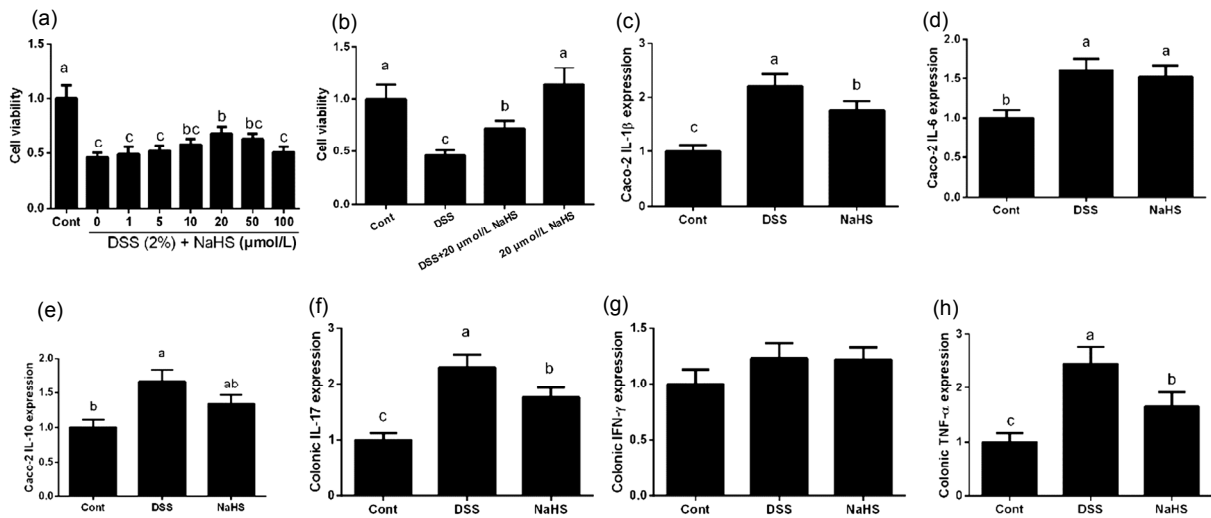 (a)
Cell viability
1.5
1.0
0.5
0.0
a
c
c
c
bc
b
bc
c
Cont
0 1 5 10 20 50 100
DSS (2%) + NaHS (μmol/L)
(b)
Cell viability
1.5
1.0
0.5
0.0
a
c
b
a
Cont
DSS
DSS+20 μmol/L NaHS
20 μmol/L NaHS
(c)
Caco-2 IL-1β expression
3
2
1
0
c
a
b
Cont DSS NaHS
(d)
Caco-2 IL-6 expression
2.0
1.5
1.0
0.5
0.0
b
a
a
Cont DSS NaHS
(e)
Caco-2 IL-10 expression
2.0
1.5
1.0
0.5
0.0
b
a
ab
Cont DSS NaHS
(f)
Colonic IL-17 expression
3
2
1
0
c
a
b
Cont DSS NaHS
(g)
Colonic IFN-γ expression
1.5
1.0
0.5
0.0
Cont DSS NaHS
(h)
Colonic TNF-α expression
3
2
1
0
c
a
b
Cont DSS NaHS